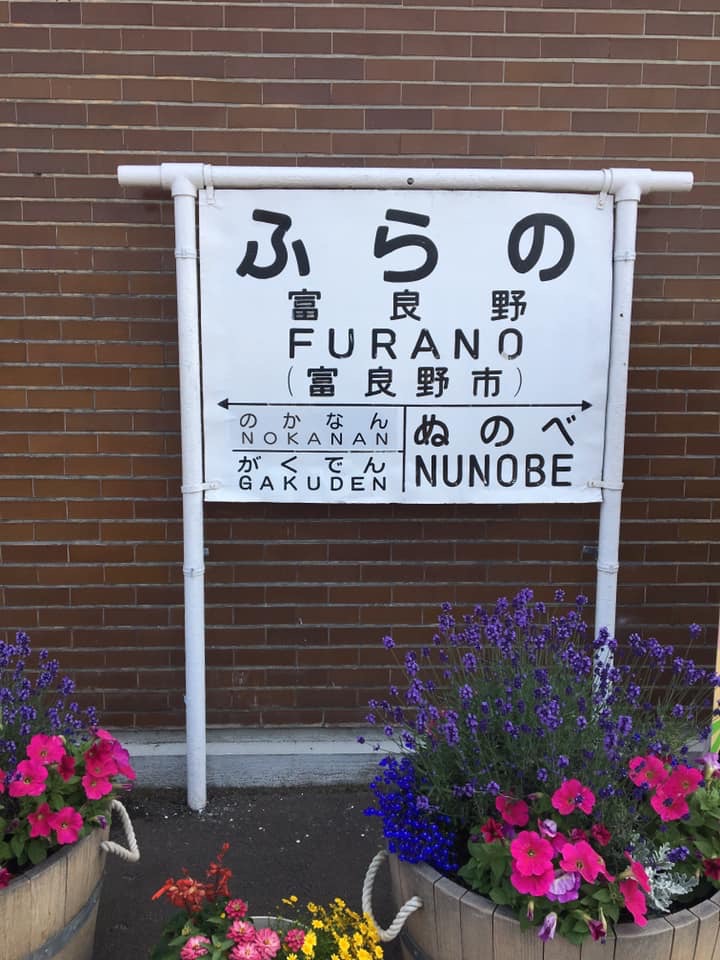 ふらの
富良野
FURANO
(富良野市)
のかなん
NOKANAN
がくでん
GAKUDEN
ぬのべ
NUNOBE